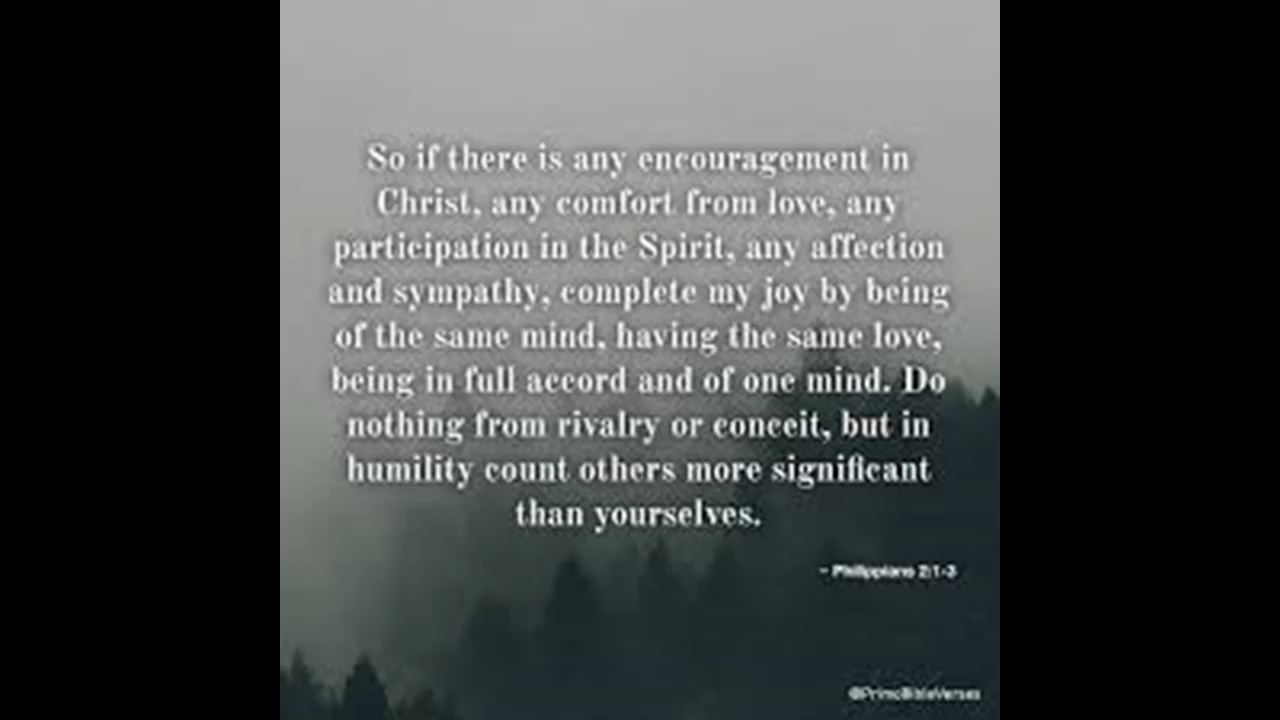 So if there is any encouragement in
Christ, any comfort from love, any
participation in the Spirit, any affection
and sympathy, complete my joy by being
of the same mind, having the same love,
being in full accord and of one mind. Do
nothing from rivalry or conceit, but in
humility count others more significant
than yourselves.
- Philippians 2:1-3
@PrimoBibleVerses